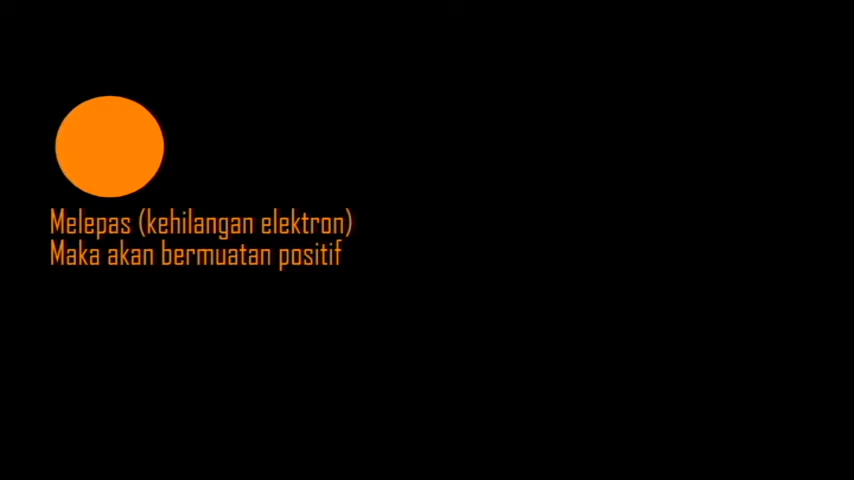 Melepas (kehilangan elektron)
Maka akan bermuatan positif